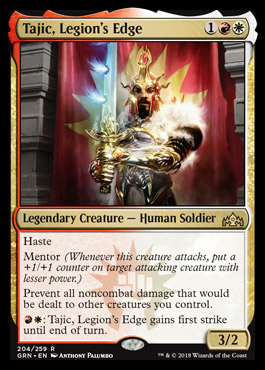 Tajic, Legion's Edge 1
Legendary Creature — Human Soldier
Haste
Mentor (Whenever this creature attacks, put a
+1/+1 counter on target attacking creature with
lesser power.)
Prevent all noncombat damage that would
be dealt to other creatures you control.
: Tajic, Legion's Edge gains first strike
until end of turn.
3/2
204/259 R
GRN • EN Anthony Palumbo ™ & © 2018 Wizards of the Coast